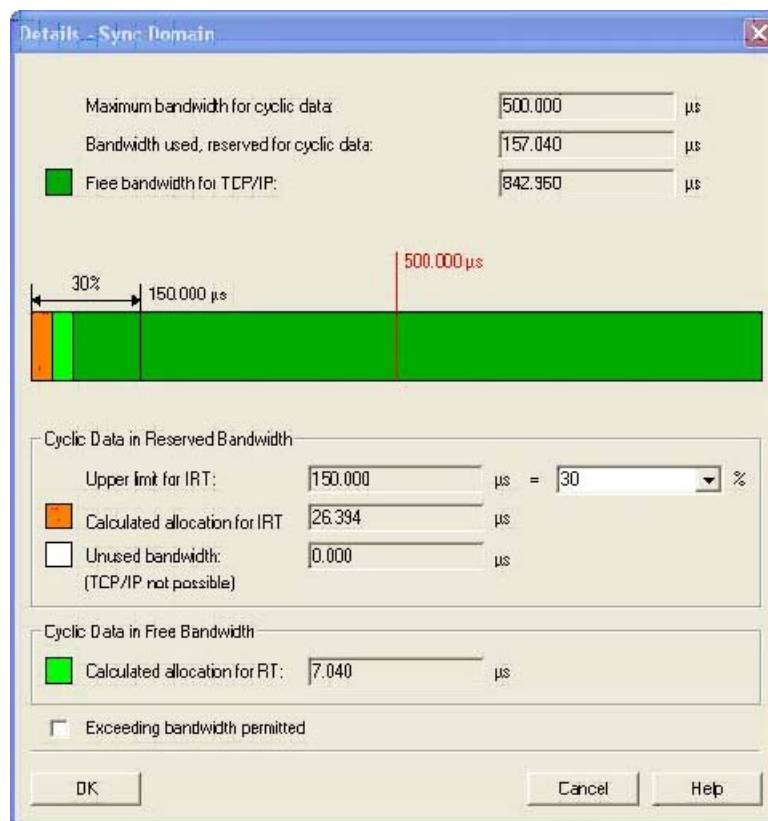 Details - Sync Domain
Maximum bandwidth for cyclic data: 500.000 µs
Bandwidth used, reserved for cyclic data: 157.040 µs
Free bandwidth for TCP/IP: 842.960 µs
500.000 µs
30% 150.000 µs
Cyclic Data in Reserved Bandwidth
Upper limit for IRT: 150.000 µs = 30 %
Calculated allocation for IRT 26.394 µs
Unused bandwidth: 0.000 µs
(TCP/IP not possible)
Cyclic Data in Free Bandwidth
Calculated allocation for RT: 7.040 µs
Exceeding bandwidth permitted
OK Cancel Help